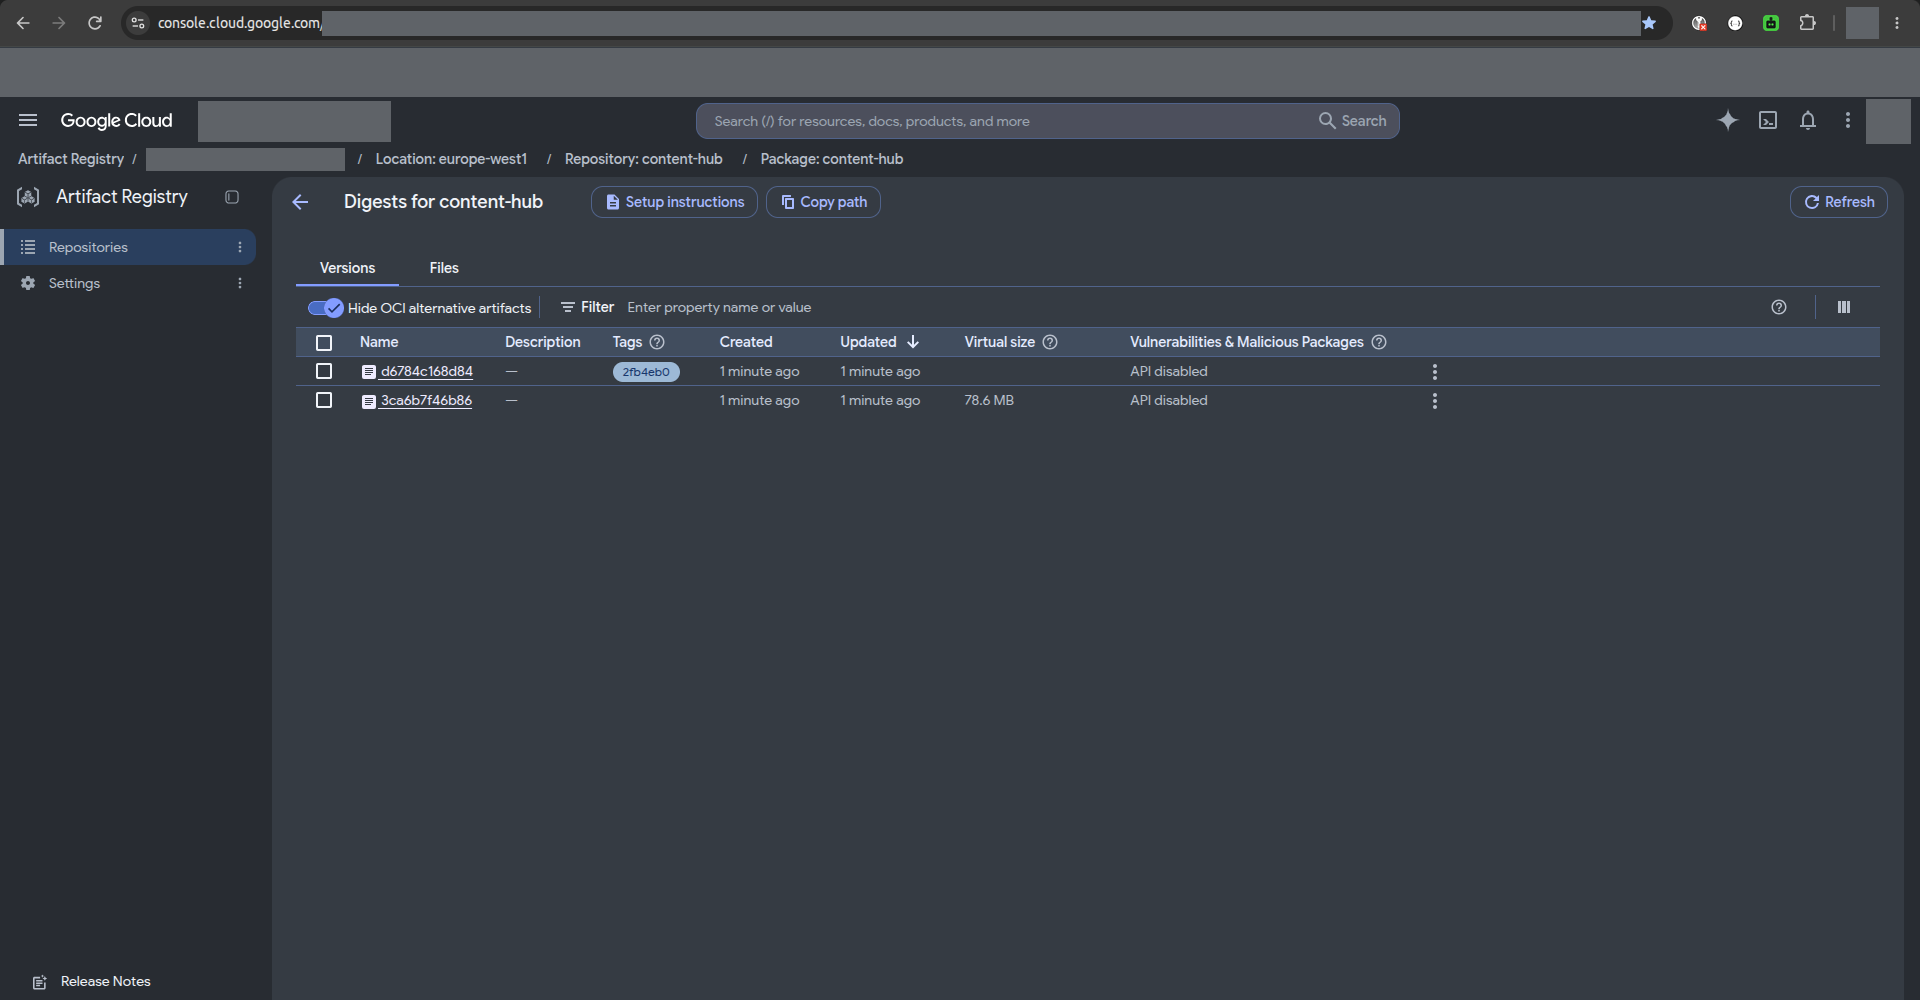 console.cloud.google.com/
Google Cloud
Search (/) for resources, docs, products, and more
Search
Artifact Registry / / Location: europe-west1 / Repository: content-hub / Package: content-hub
Artifact Registry
Repositories
Settings
Release Notes
Digests for content-hub
Setup instructions
Copy path
Refresh
Versions
Files
Hide OCI alternative artifacts
Filter
Enter property name or value
Name Description Tags Created Updated Virtual size Vulnerabilities & Malicious Packages
d6784c168d84 — 2fb4eb0 1 minute ago 1 minute ago API disabled
3ca6b7f46b86 — 1 minute ago 1 minute ago 78.6 MB API disabled